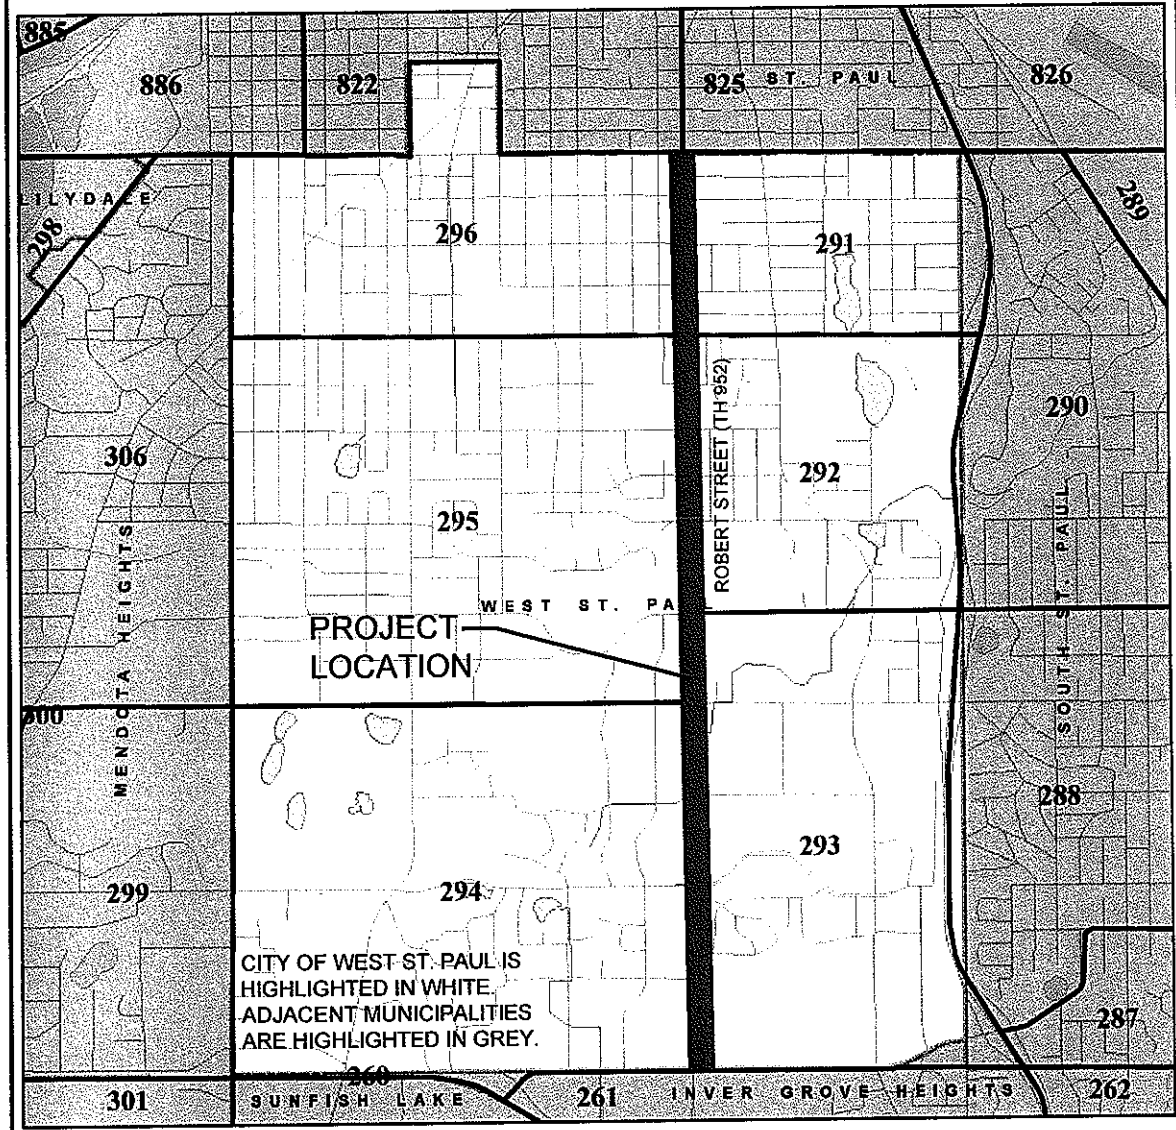 885
886
822
825
ST. PAUL
826
LILYDALE
298
289
296
291
ROBERT STREET (TH 952)
290
306
292
295
MENDOTA HEIGHTS
SOUTH ST. PAUL
WEST ST. PAUL
PROJECT
LOCATION
300
288
293
299
294
CITY OF WEST ST. PAUL IS
HIGHLIGHTED IN WHITE.
ADJACENT MUNICIPALITIES
ARE HIGHLIGHTED IN GREY.
287
260
301
SUNFISH LAKE
261
INVER GROVE HEIGHTS
262